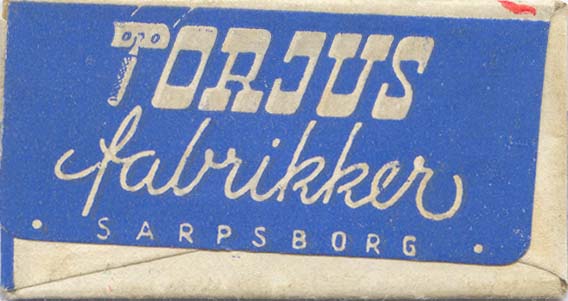 TORJUS
fabrikker
• SARPSBORG •